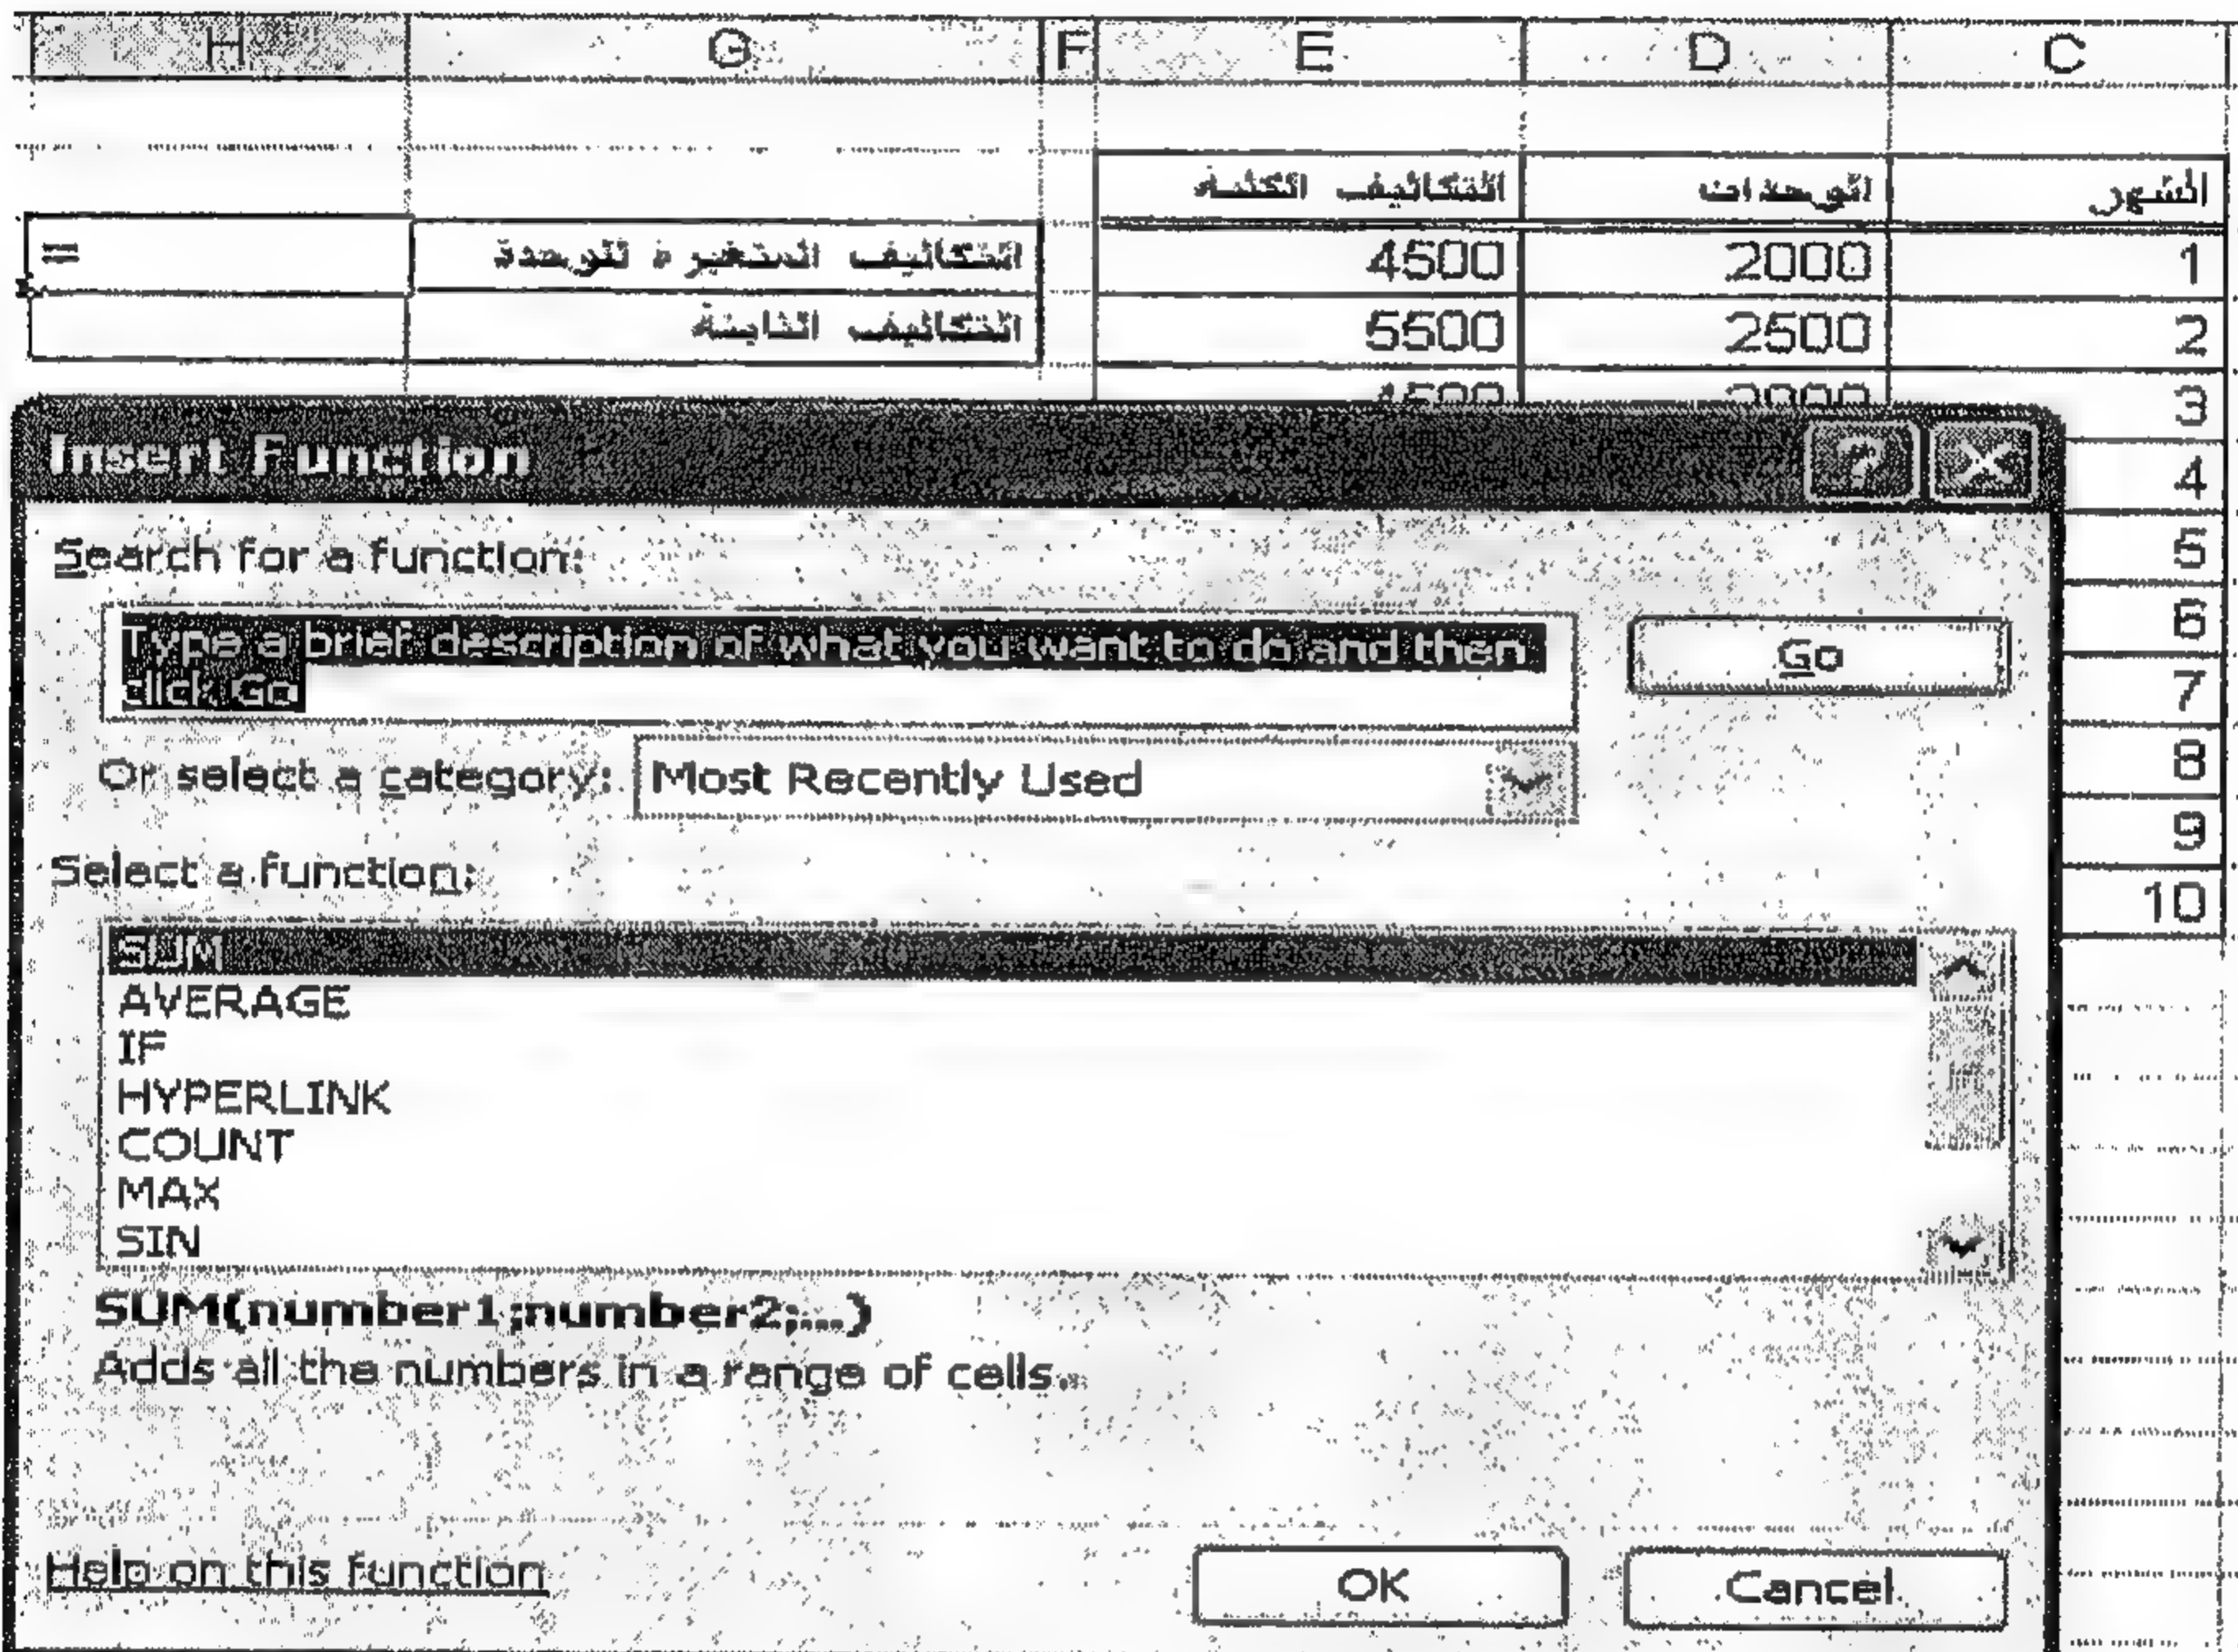 H G F E D C
الشهر الوحدات التكاليف الكلية
1 2000 4500 التكاليف المتغيرة للوحدة =
2 2500 5500 التكاليف الثابتة
3
4
5
6
7
8
9
10
Insert Function
Search for a function:
Type a brief description of what you want to do and then
click Go
Go
Or select a category: Most Recently Used
Select a function:
SUM
AVERAGE
IF
HYPERLINK
COUNT
MAX
SIN
SUM(number1;number2;...)
Adds all the numbers in a range of cells.
Help on this function
OK Cancel